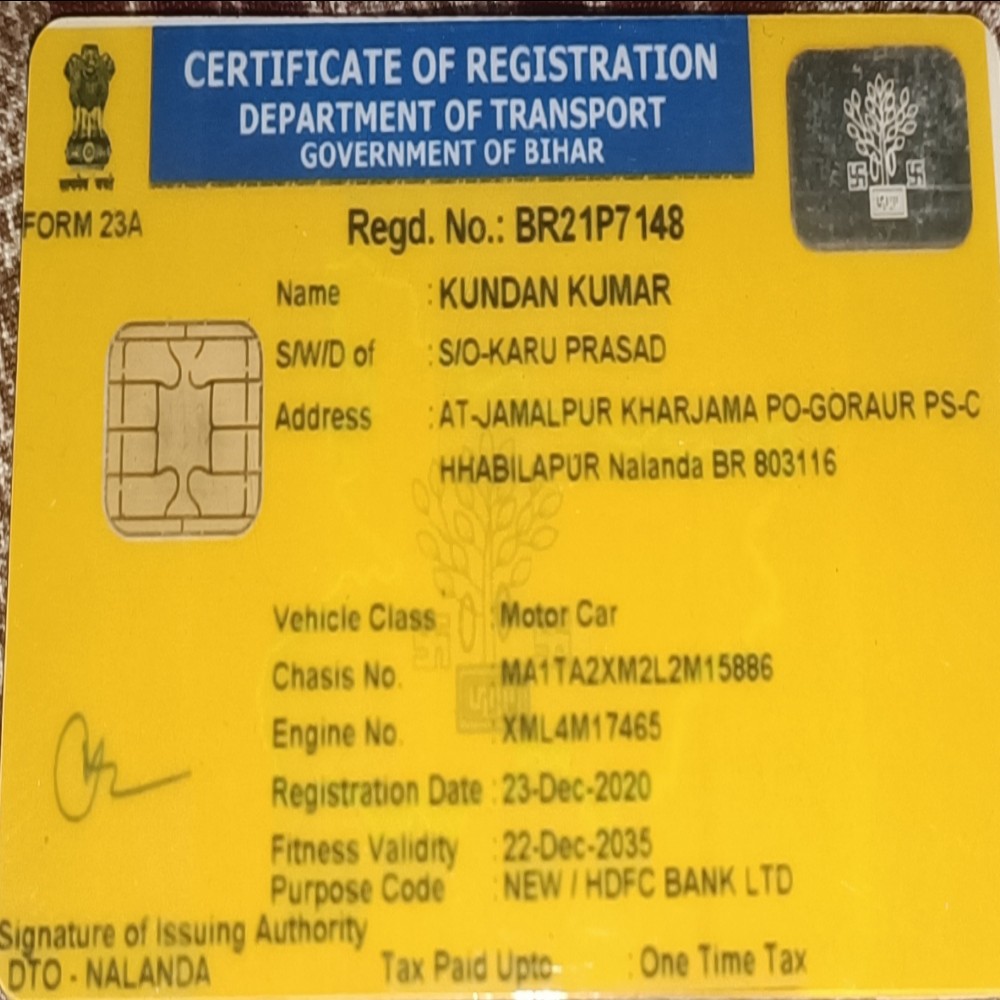 CERTIFICATE OF REGISTRATION
DEPARTMENT OF TRANSPORT
GOVERNMENT OF BIHAR
सत्यमेव जयते
FORM 23A
Regd. No.: BR21P7148
Name : KUNDAN KUMAR
S/W/D of : S/O-KARU PRASAD
Address : AT-JAMALPUR KHARJAMA PO-GORAUR PS-C
HHABILAPUR Nalanda BR 803116
Vehicle Class : Motor Car
Chasis No. : MA1TA2XM2L2M15886
Engine No. : XML4M17465
Registration Date : 23-Dec-2020
Fitness Validity : 22-Dec-2035
Purpose Code : NEW / HDFC BANK LTD
Signature of Issuing Authority
DTO - NALANDA
Tax Paid Upto : One Time Tax